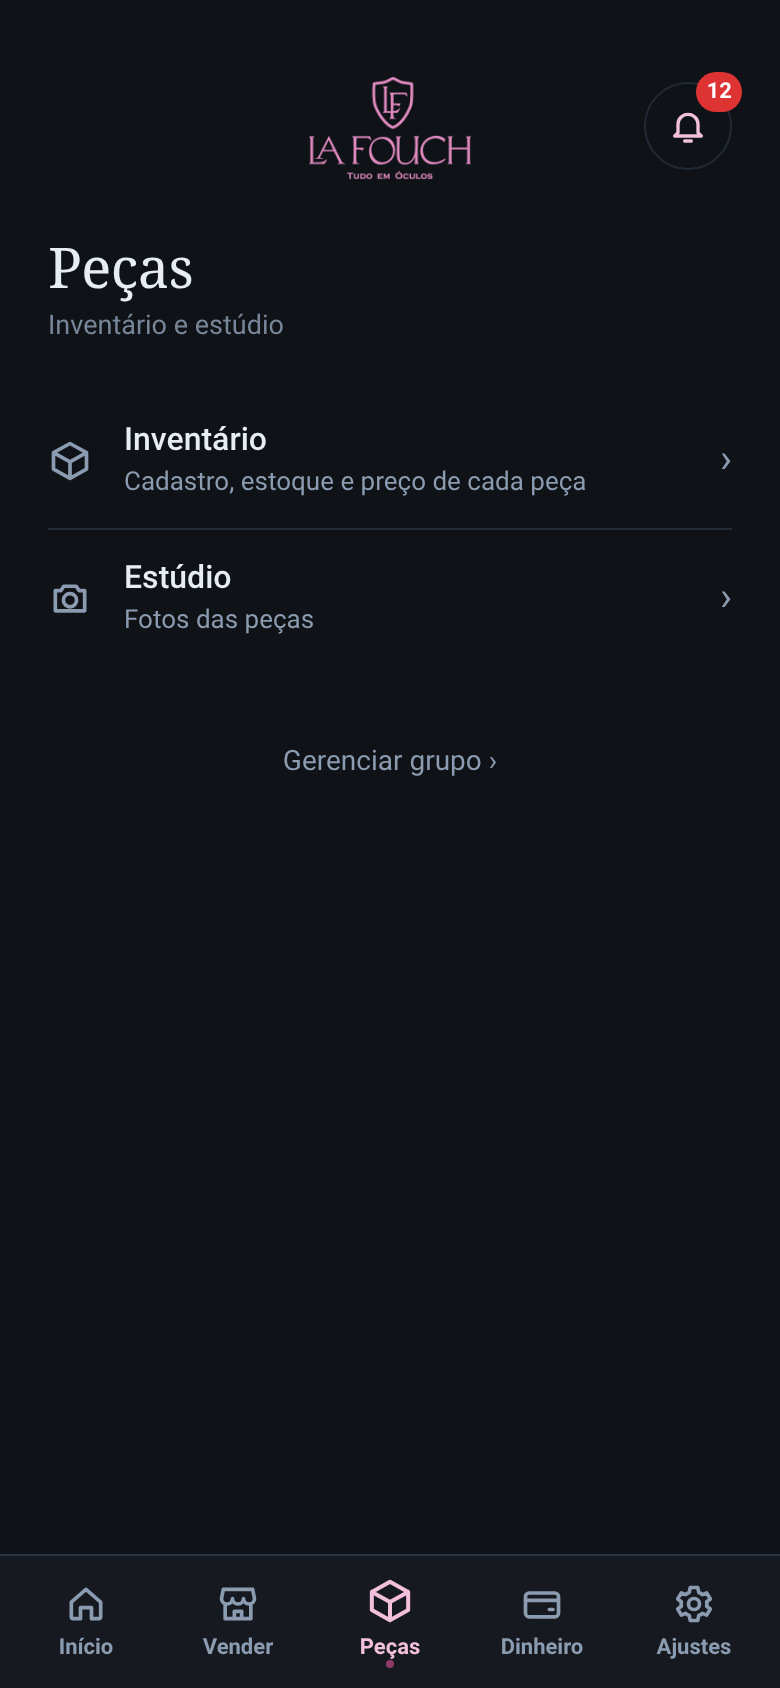 12
LF
LA FOUCH
Tudo em Óculos
Peças
Inventário e estúdio
Inventário
Cadastro, estoque e preço de cada peça
›
Estúdio
Fotos das peças
›
Gerenciar grupo ›
Início
Vender
Peças
Dinheiro
Ajustes